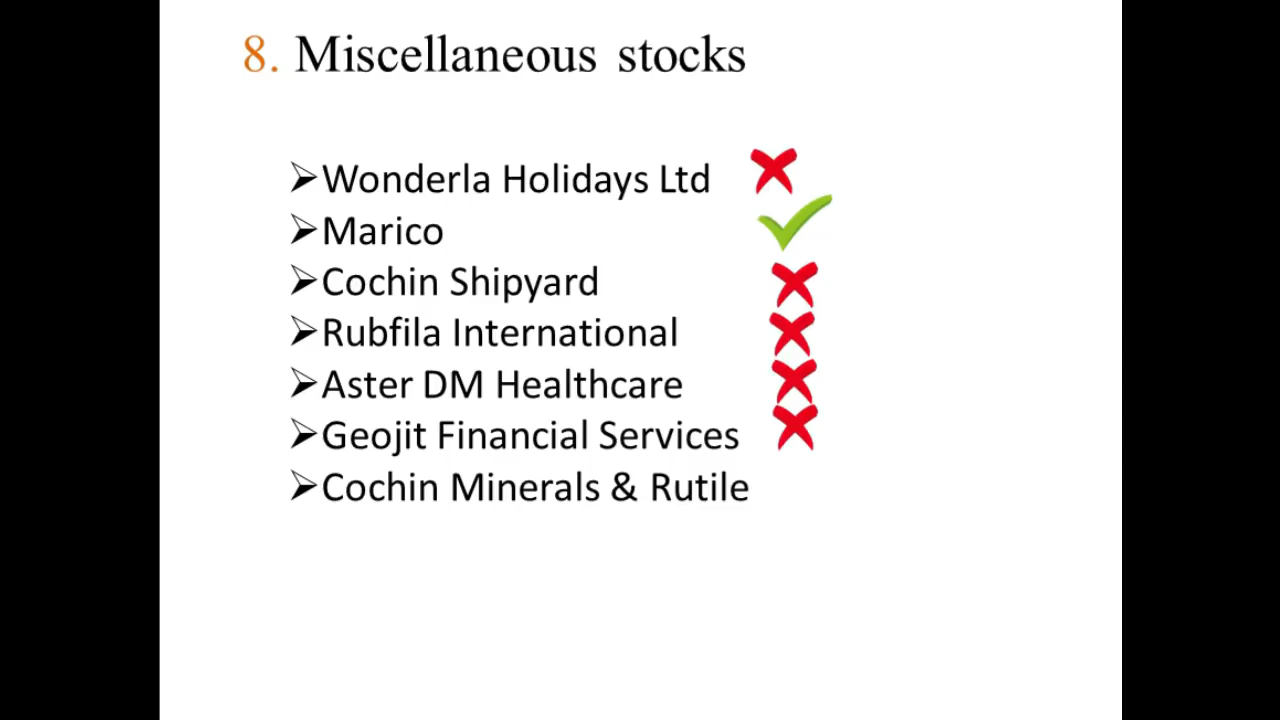 8. Miscellaneous stocks
➢Wonderla Holidays Ltd
➢Marico
➢Cochin Shipyard
➢Rubfila International
➢Aster DM Healthcare
➢Geojit Financial Services
➢Cochin Minerals & Rutile